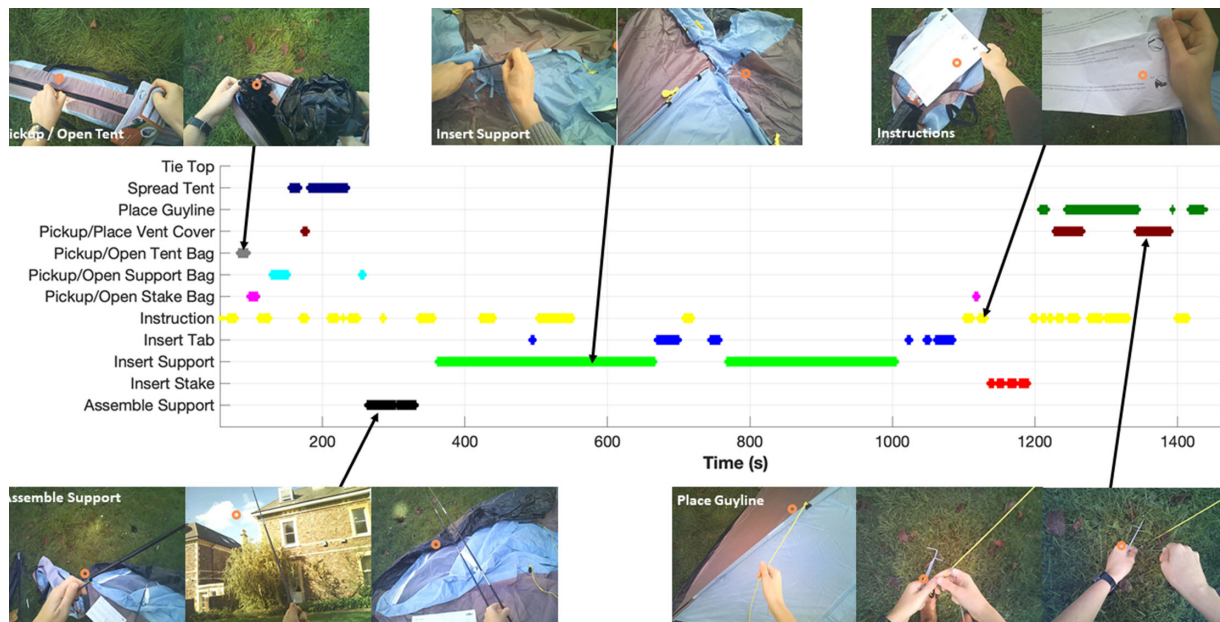 ickup / Open Tent
Insert Support
Instructions
Tie Top
Spread Tent
Place Guyline
Pickup/Place Vent Cover
Pickup/Open Tent Bag
Pickup/Open Support Bag
Pickup/Open Stake Bag
Instruction
Insert Tab
Insert Support
Insert Stake
Assemble Support
200 400 600 800 1000 1200 1400
Time (s)
Assemble Support
Place Guyline